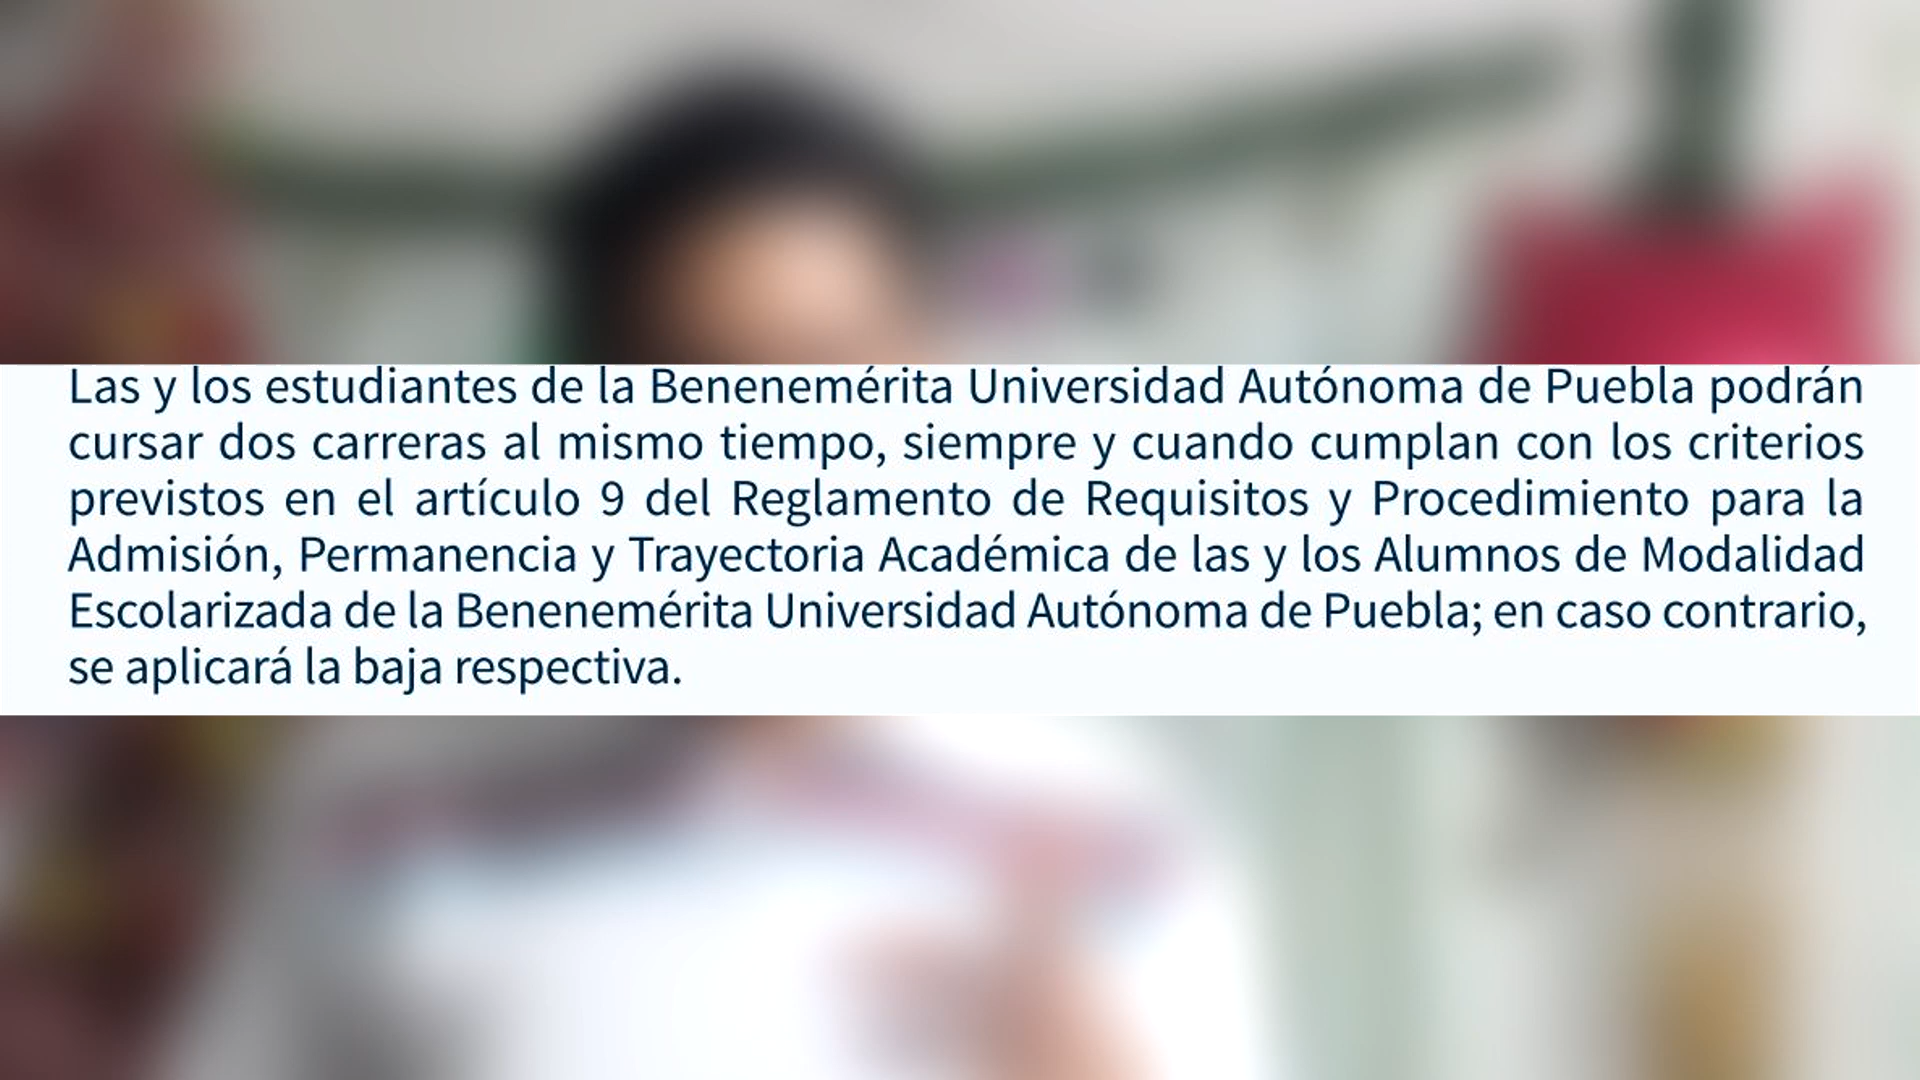 Las y los estudiantes de la Benenemérita Universidad Autónoma de Puebla podrán
cursar dos carreras al mismo tiempo, siempre y cuando cumplan con los criterios
previstos en el artículo 9 del Reglamento de Requisitos y Procedimiento para la
Admisión, Permanencia y Trayectoria Académica de las y los Alumnos de Modalidad
Escolarizada de la Benenemérita Universidad Autónoma de Puebla; en caso contrario,
se aplicará la baja respectiva.